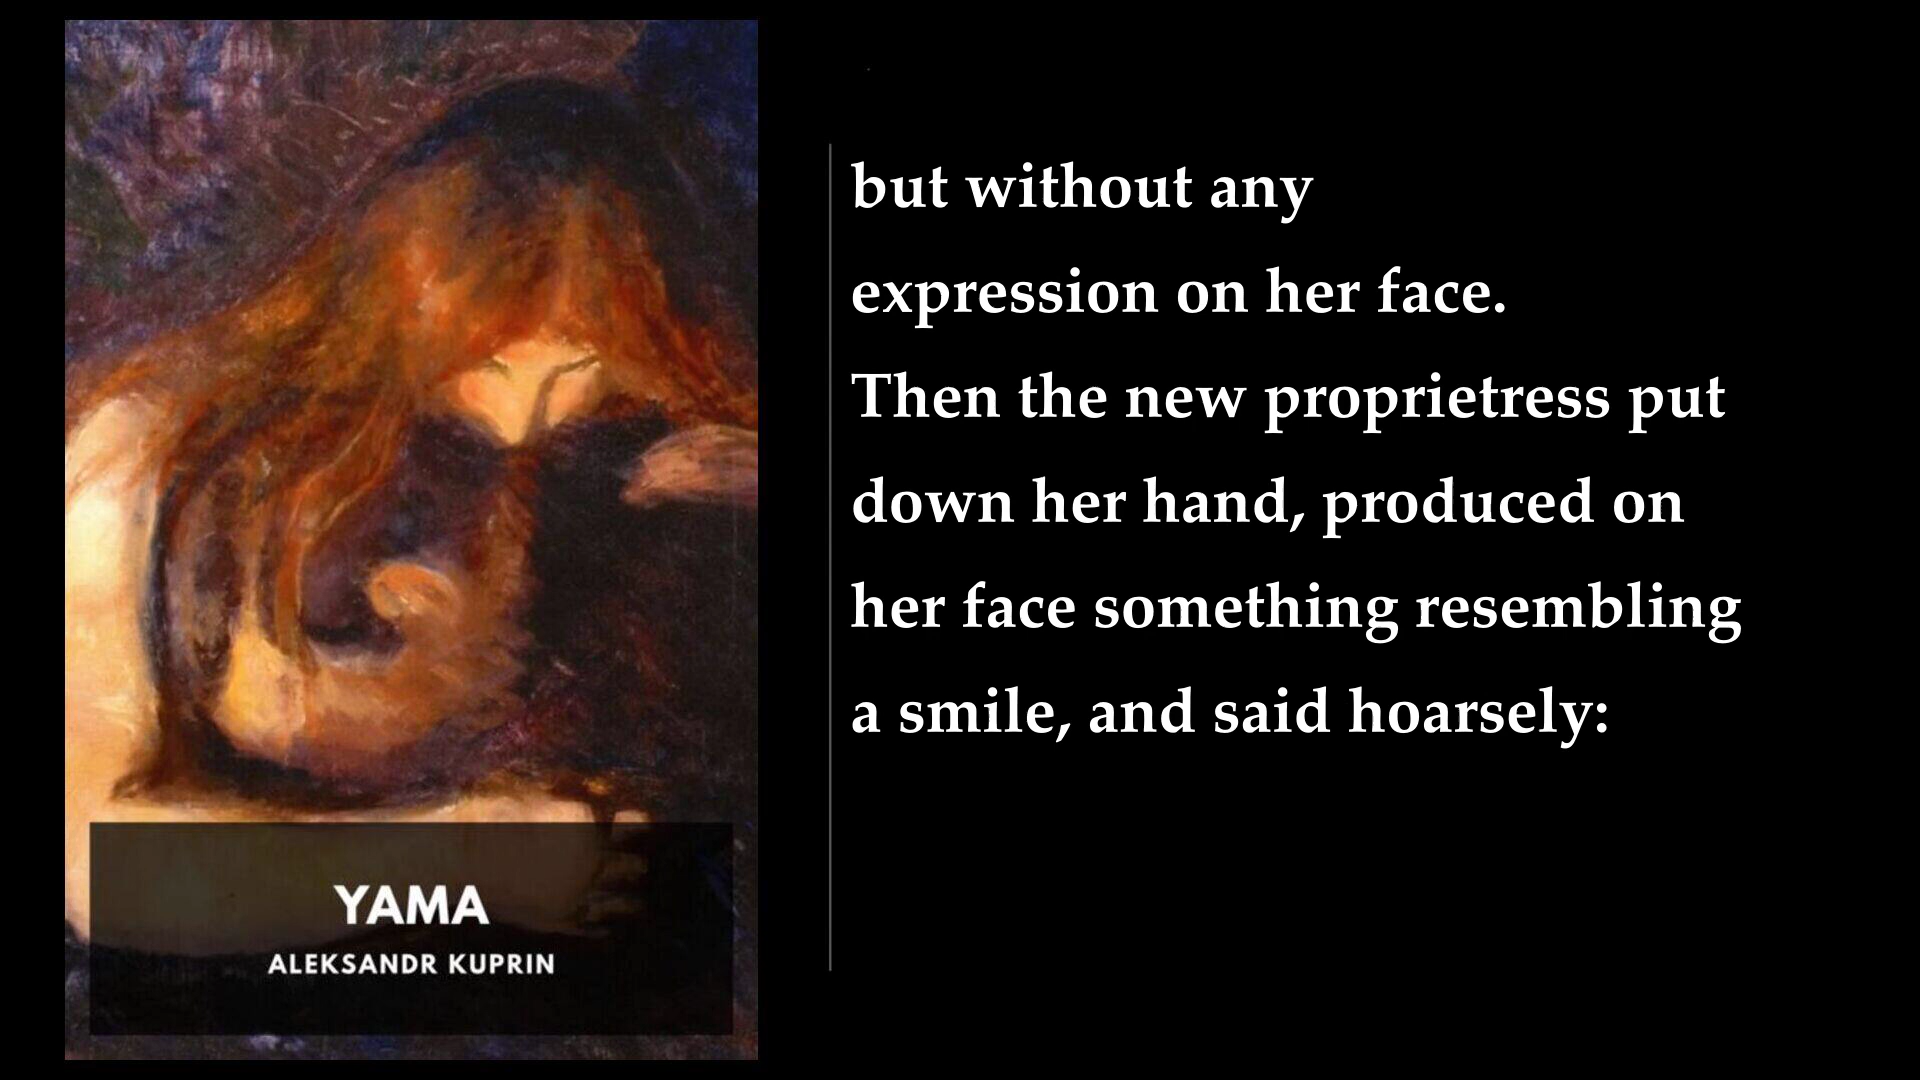 YAMA
ALEKSANDR KUPRIN
but without any
expression on her face.
Then the new proprietress put
down her hand, produced on
her face something resembling
a smile, and said hoarsely: